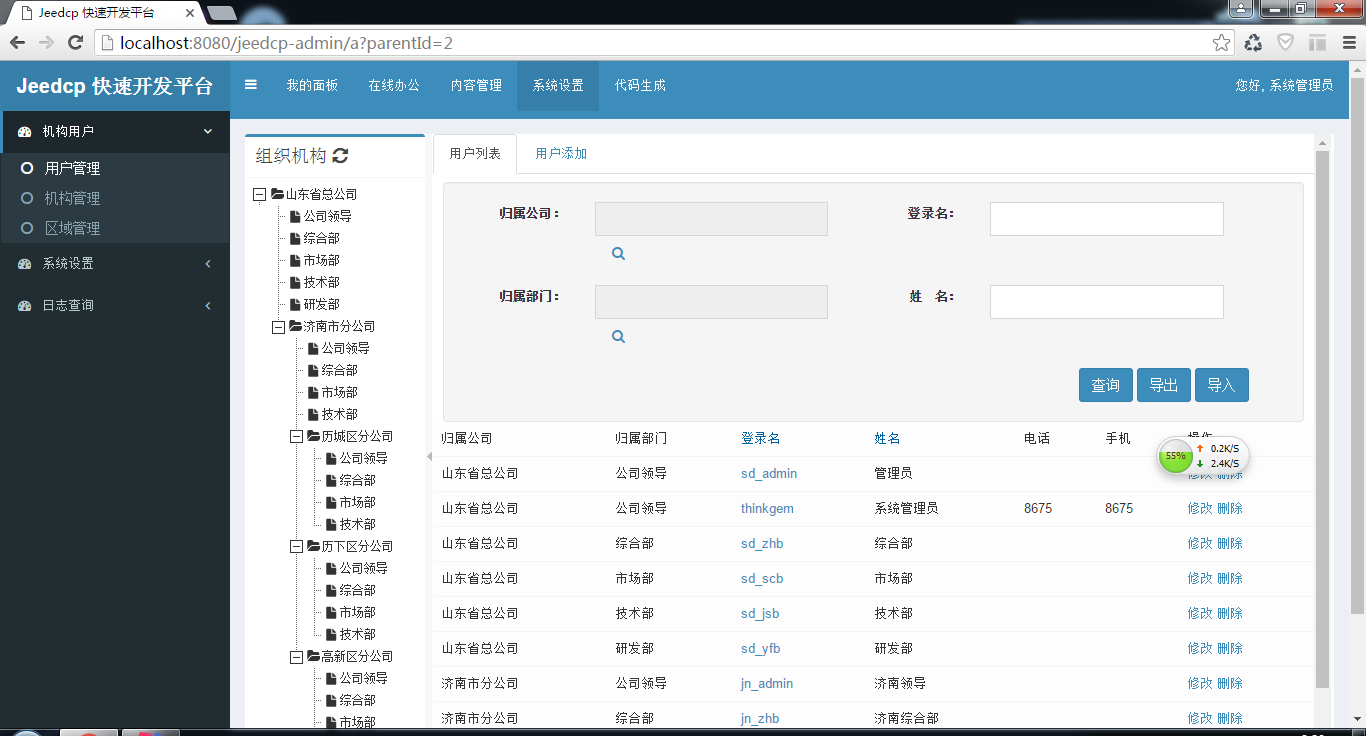 Jeedcp 快速开发平台
localhost:8080/jeedcp-admin/a?parentId=2
Jeedcp 快速开发平台
我的面板 在线办公 内容管理 系统设置 代码生成 您好, 系统管理员
机构用户
用户管理
机构管理
区域管理
系统设置
日志查询
组织机构
山东省总公司
公司领导
综合部
市场部
技术部
研发部
济南市分公司
公司领导
综合部
市场部
技术部
历城区分公司
公司领导
综合部
市场部
技术部
历下区分公司
公司领导
综合部
市场部
技术部
高新区分公司
公司领导
综合部
市场部
用户列表 用户添加
归属公司： 登录名：
归属部门： 姓 名：
查询 导出 导入
归属公司 归属部门 登录名 姓名 电话 手机 操作
55% 0.2K/S
2.4K/S
山东省总公司 公司领导 sd_admin 管理员 修改 删除
山东省总公司 公司领导 thinkgem 系统管理员 8675 8675 修改 删除
山东省总公司 综合部 sd_zhb 综合部 修改 删除
山东省总公司 市场部 sd_scb 市场部 修改 删除
山东省总公司 技术部 sd_jsb 技术部 修改 删除
山东省总公司 研发部 sd_yfb 研发部 修改 删除
济南市分公司 公司领导 jn_admin 济南领导 修改 删除
济南市分公司 综合部 jn_zhb 济南综合部 修改 删除